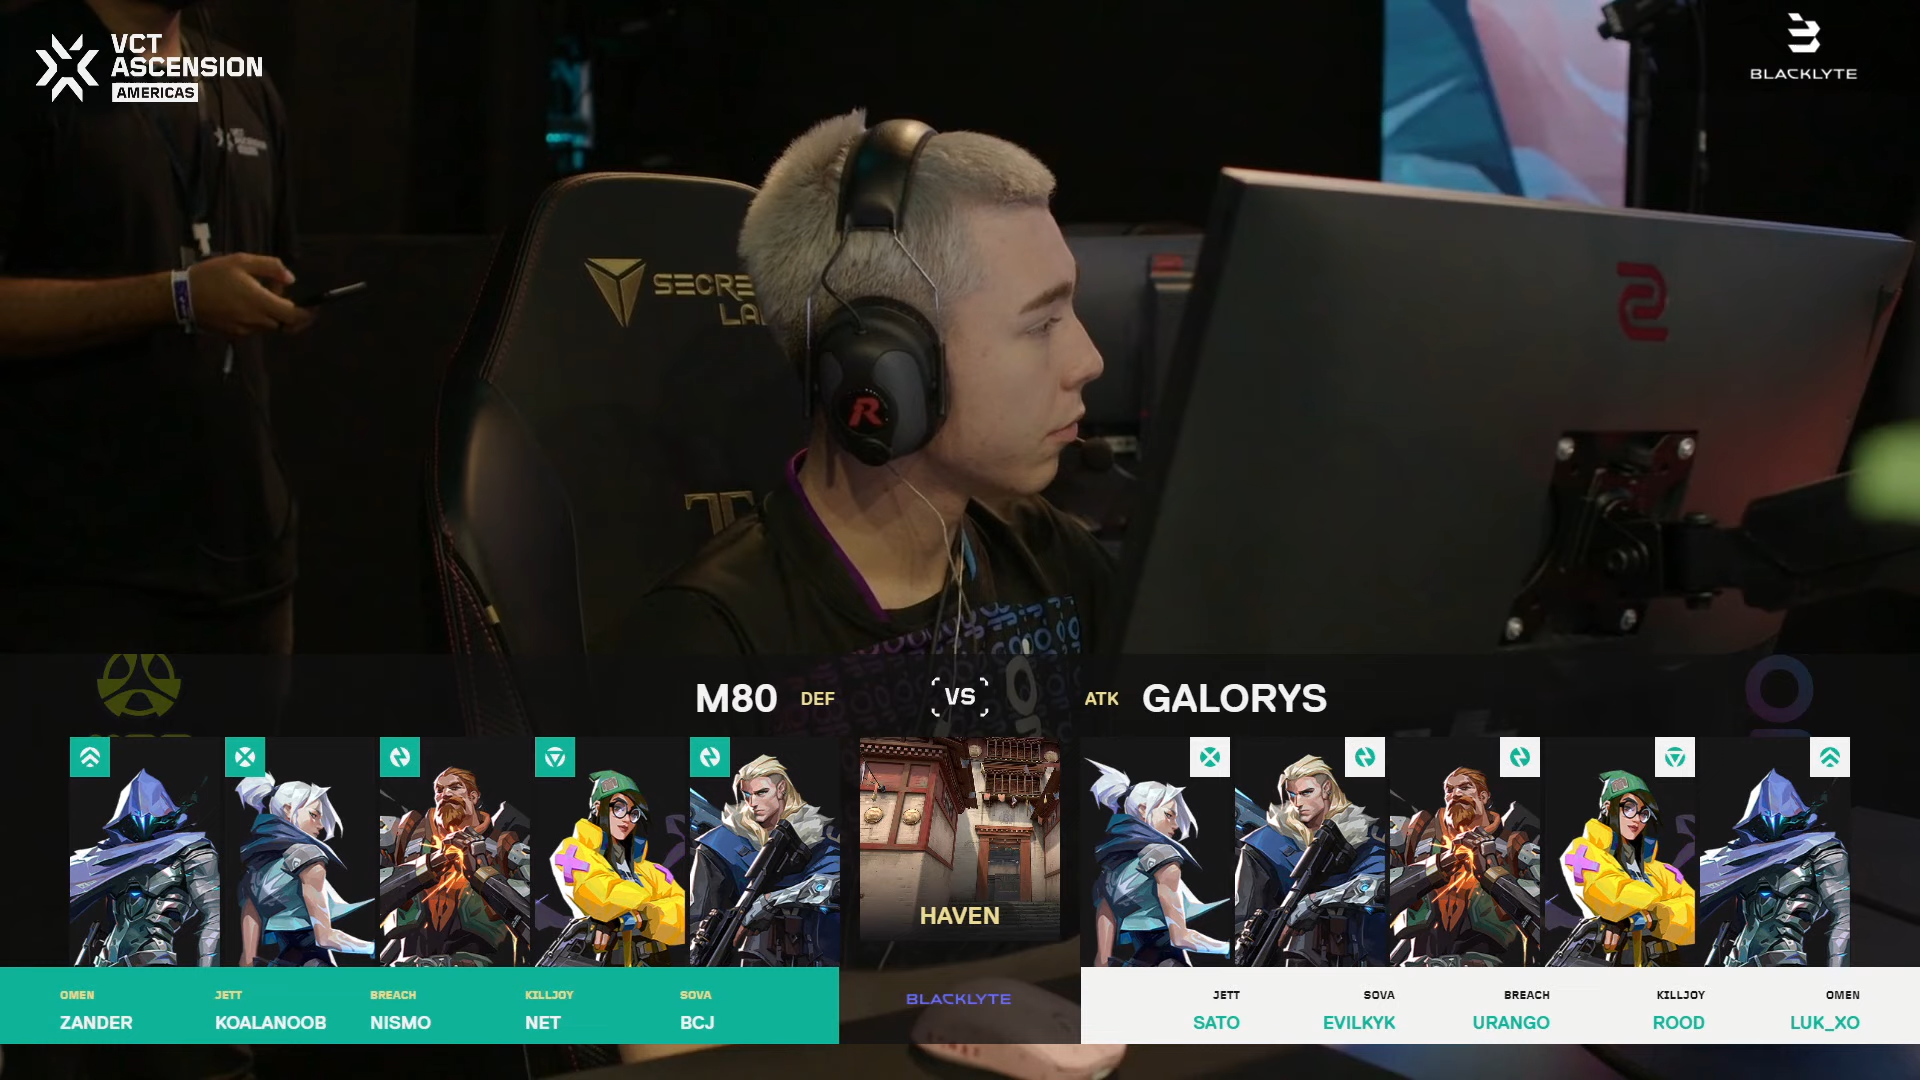 VCT
ASCENSION
AMERICAS
BLACKLYTE
SECRE
LA
R
M80 DEF VS ATK GALORYS
HAVEN
OMEN JETT BREACH KILLJOY SOVA
ZANDER KOALANOOB NISMO NET BCJ
BLACKLYTE
JETT SOVA BREACH KILLJOY OMEN
SATO EVILKYK URANGO ROOD LUK_XO